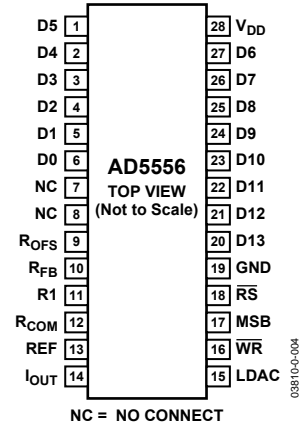 D5 1 28 VDD
D4 2 27 D6
D3 3 26 D7
D2 4 25 D8
D1 5 24 D9
D0 6 23 D10
NC 7 22 D11
NC 8 21 D12
ROFS 9 20 D13
RFB 10 19 GND
R1 11 18 RS
RCOM 12 17 MSB
REF 13 16 WR
IOUT 14 15 LDAC
AD5556
TOP VIEW
(Not to Scale)
NC = NO CONNECT
03810-0-004